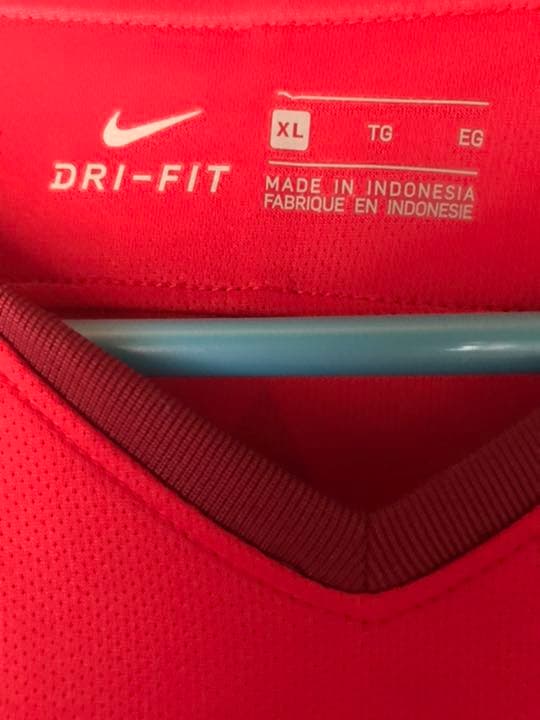 DRI-FIT
XL TG EG
MADE IN INDONESIA
FABRIQUE EN INDONESIE